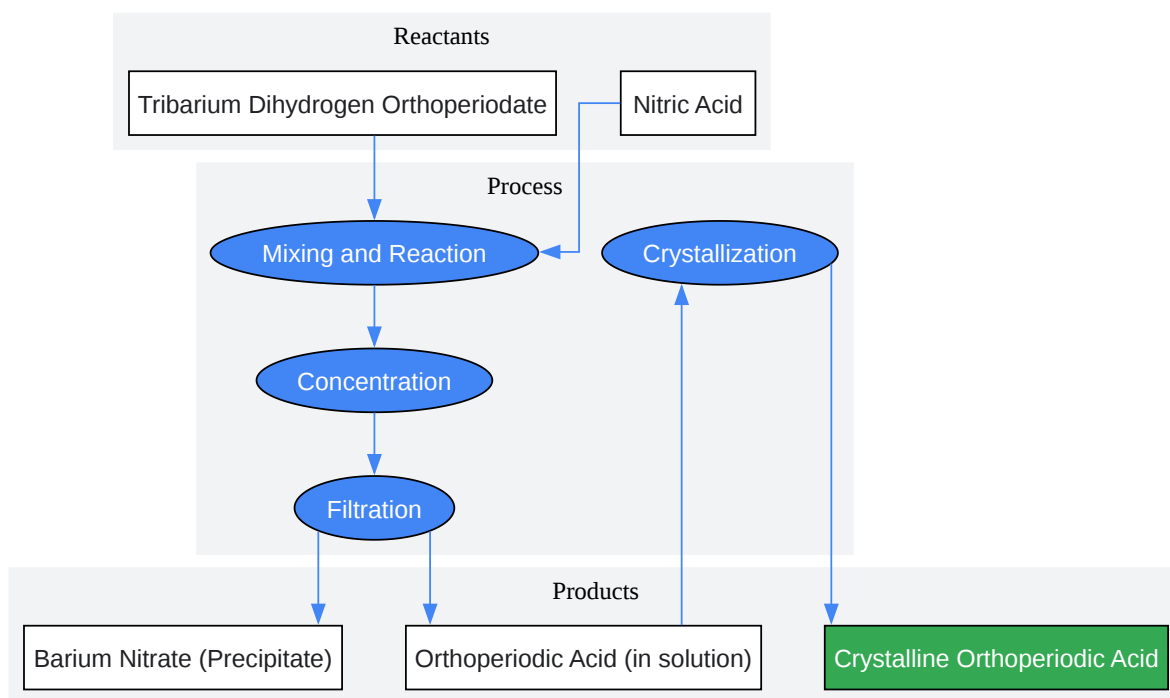 Reactants
Tribarium Dihydrogen Orthoperiodate
Nitric Acid
Process
Mixing and Reaction
Crystallization
Concentration
Filtration
Products
Barium Nitrate (Precipitate)
Orthoperiodic Acid (in solution)
Crystalline Orthoperiodic Acid